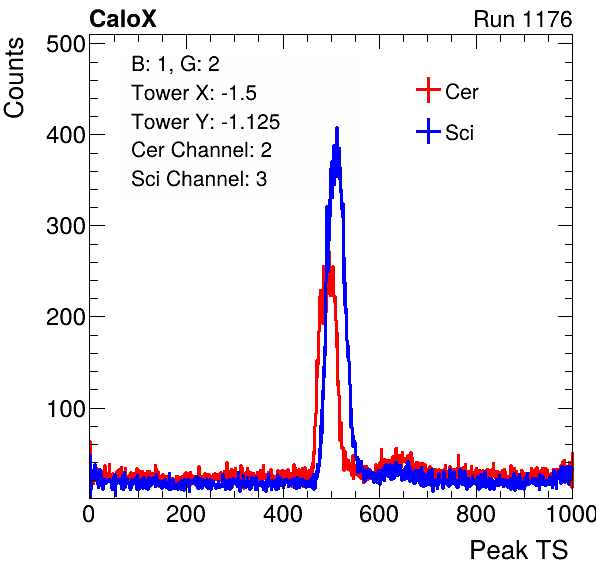 CaloX Run 1176
Counts
500
400
300
200
100
B: 1, G: 2
Tower X: -1.5
Tower Y: -1.125
Cer Channel: 2
Sci Channel: 3
Cer
Sci
0 200 400 600 800 1000
Peak TS